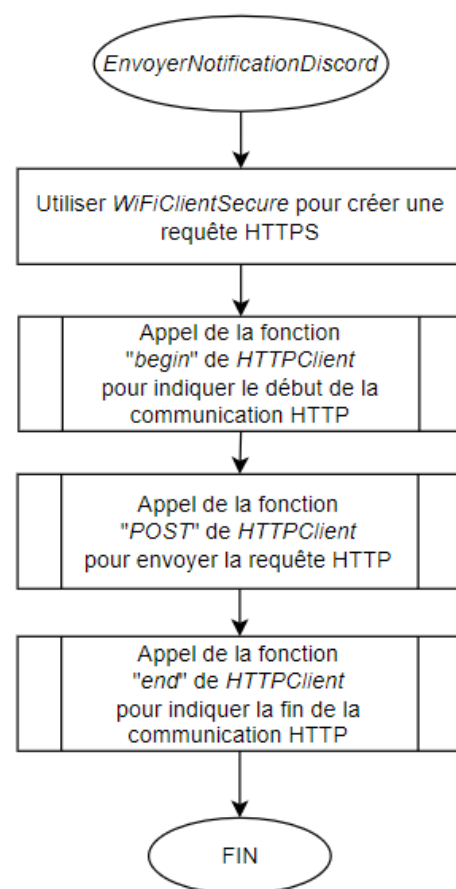 EnvoyerNotificationDiscord
Utiliser WiFiClientSecure pour créer une
requête HTTPS
Appel de la fonction
"begin" de HTTPClient
pour indiquer le début de la
communication HTTP
Appel de la fonction
"POST" de HTTPClient
pour envoyer la requête HTTP
Appel de la fonction
"end" de HTTPClient
pour indiquer la fin de la
communication HTTP
FIN